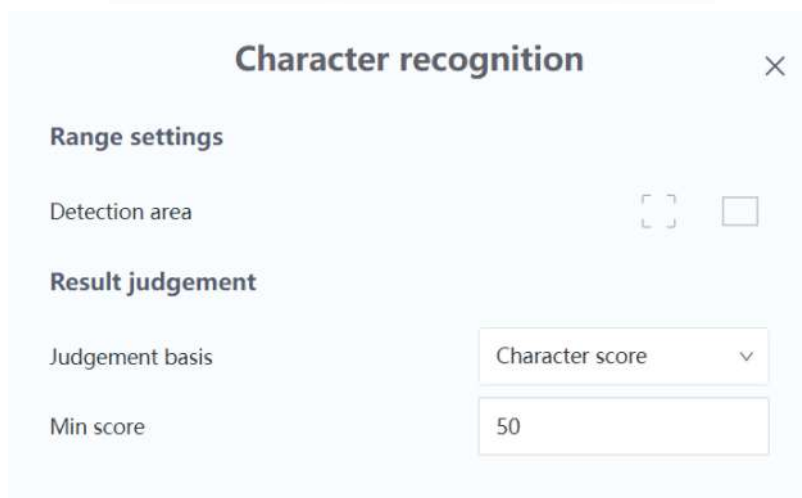 Character recognition
Range settings
Detection area
Result judgement
Judgement basis
Character score
Min score
50